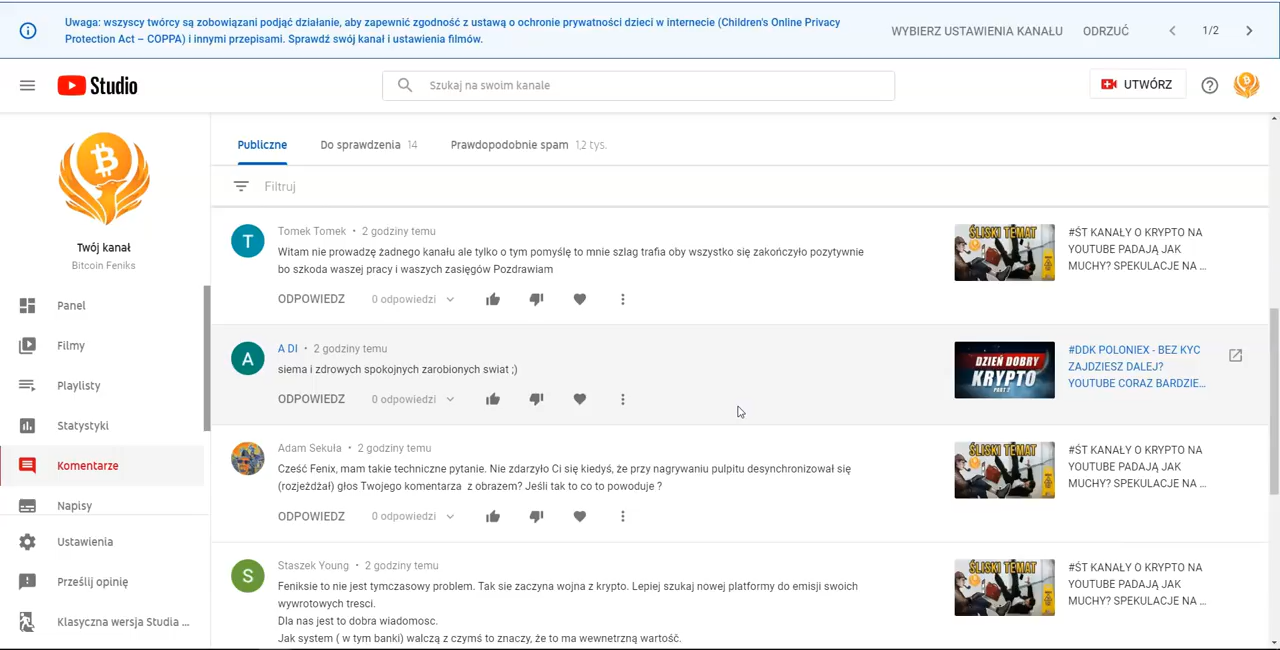 Uwaga: wszyscy twórcy są zobowiązani podjąć działanie, aby zapewnić zgodność z ustawą o ochronie prywatności dzieci w internecie (Children's Online Privacy
Protection Act – COPPA) i innymi przepisami. Sprawdź swój kanał i ustawienia filmów.
WYBIERZ USTAWIENIA KANAŁU
ODRZUĆ
1/2
Studio
Szukaj na swoim kanale
UTWÓRZ
Twój kanał
Bitcoin Feniks
Panel
Filmy
Playlisty
Statystyki
Komentarze
Napisy
Ustawienia
Prześlij opinię
Klasyczna wersja Studia ...
Publiczne
Do sprawdzenia 14
Prawdopodobnie spam 1,2 tys.
Filtruj
T
Tomek Tomek • 2 godziny temu
Witam nie prowadzę żadnego kanału ale tylko o tym pomyślę to mnie szlag trafia oby wszystko się zakończyło pozytywnie
bo szkoda waszej pracy i waszych zasięgów Pozdrawiam
ODPOWIEDZ
0 odpowiedzi
ŚLISKI TEMAT
#ŚT KANAŁY O KRYPTO NA
YOUTUBE PADAJĄ JAK
MUCHY? SPEKULACJE NA ...
A
A DI • 2 godziny temu
siema i zdrowych spokojnych zarobionych swiat ;)
ODPOWIEDZ
0 odpowiedzi
DZIEŃ DOBRY
KRYPTO
PART 2
#DDK POLONIEX - BEZ KYC
ZAJDZIESZ DALEJ?
YOUTUBE CORAZ BARDZIE...
Adam Sekuła • 2 godziny temu
Cześć Fenix, mam takie techniczne pytanie. Nie zdarzyło Ci się kiedyś, że przy nagrywaniu pulpitu desynchronizował się
(rozjeżdżał) głos Twojego komentarza z obrazem? Jeśli tak to co to powoduje ?
ODPOWIEDZ
0 odpowiedzi
ŚLISKI TEMAT
#ŚT KANAŁY O KRYPTO NA
YOUTUBE PADAJĄ JAK
MUCHY? SPEKULACJE NA ...
S
Staszek Young • 2 godziny temu
Feniksie to nie jest tymczasowy problem. Tak sie zaczyna wojna z krypto. Lepiej szukaj nowej platformy do emisji swoich
wywrotowych tresci.
Dla nas jest to dobra wiadomosc.
Jak system ( w tym banki) walczą z czymś to znaczy, że to ma wewnetrzną wartość.
ŚLISKI TEMAT
#ŚT KANAŁY O KRYPTO NA
YOUTUBE PADAJĄ JAK
MUCHY? SPEKULACJE NA ...